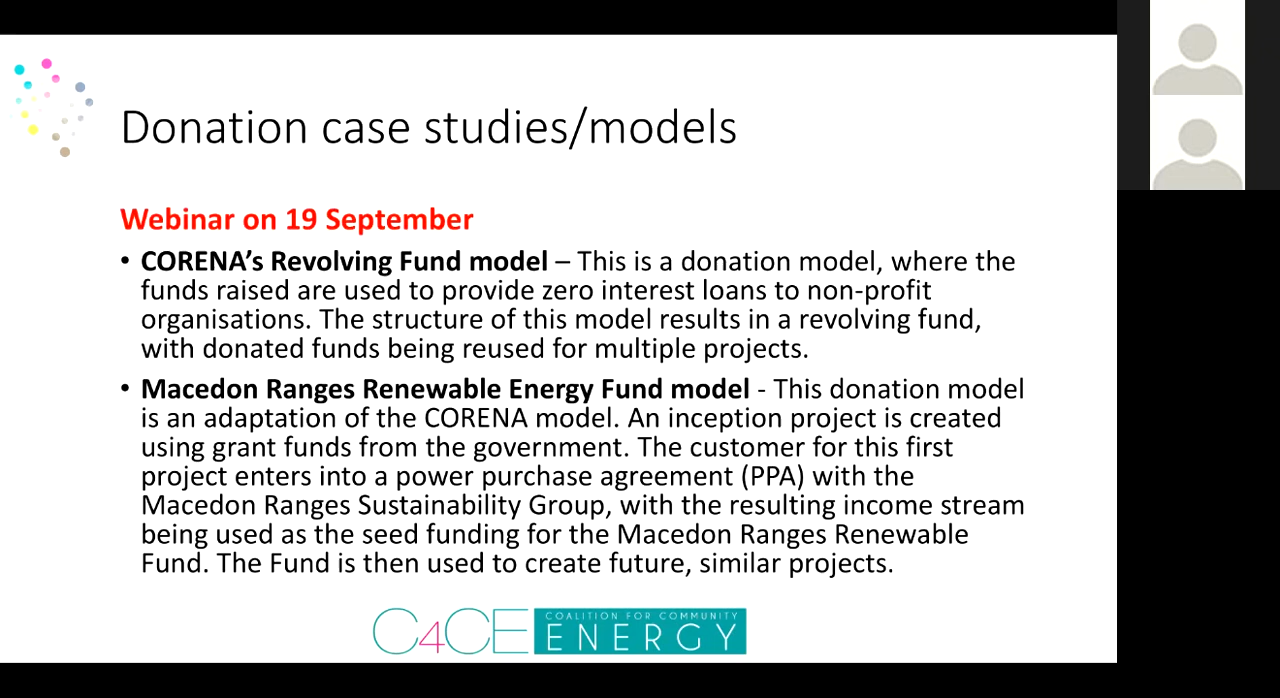 Donation case studies/models
Webinar on 19 September
• CORENA’s Revolving Fund model – This is a donation model, where the
funds raised are used to provide zero interest loans to non-profit
organisations. The structure of this model results in a revolving fund,
with donated funds being reused for multiple projects.
• Macedon Ranges Renewable Energy Fund model - This donation model
is an adaptation of the CORENA model. An inception project is created
using grant funds from the government. The customer for this first
project enters into a power purchase agreement (PPA) with the
Macedon Ranges Sustainability Group, with the resulting income stream
being used as the seed funding for the Macedon Ranges Renewable
Fund. The Fund is then used to create future, similar projects.
C4CE COALITION FOR COMMUNITY
ENERGY